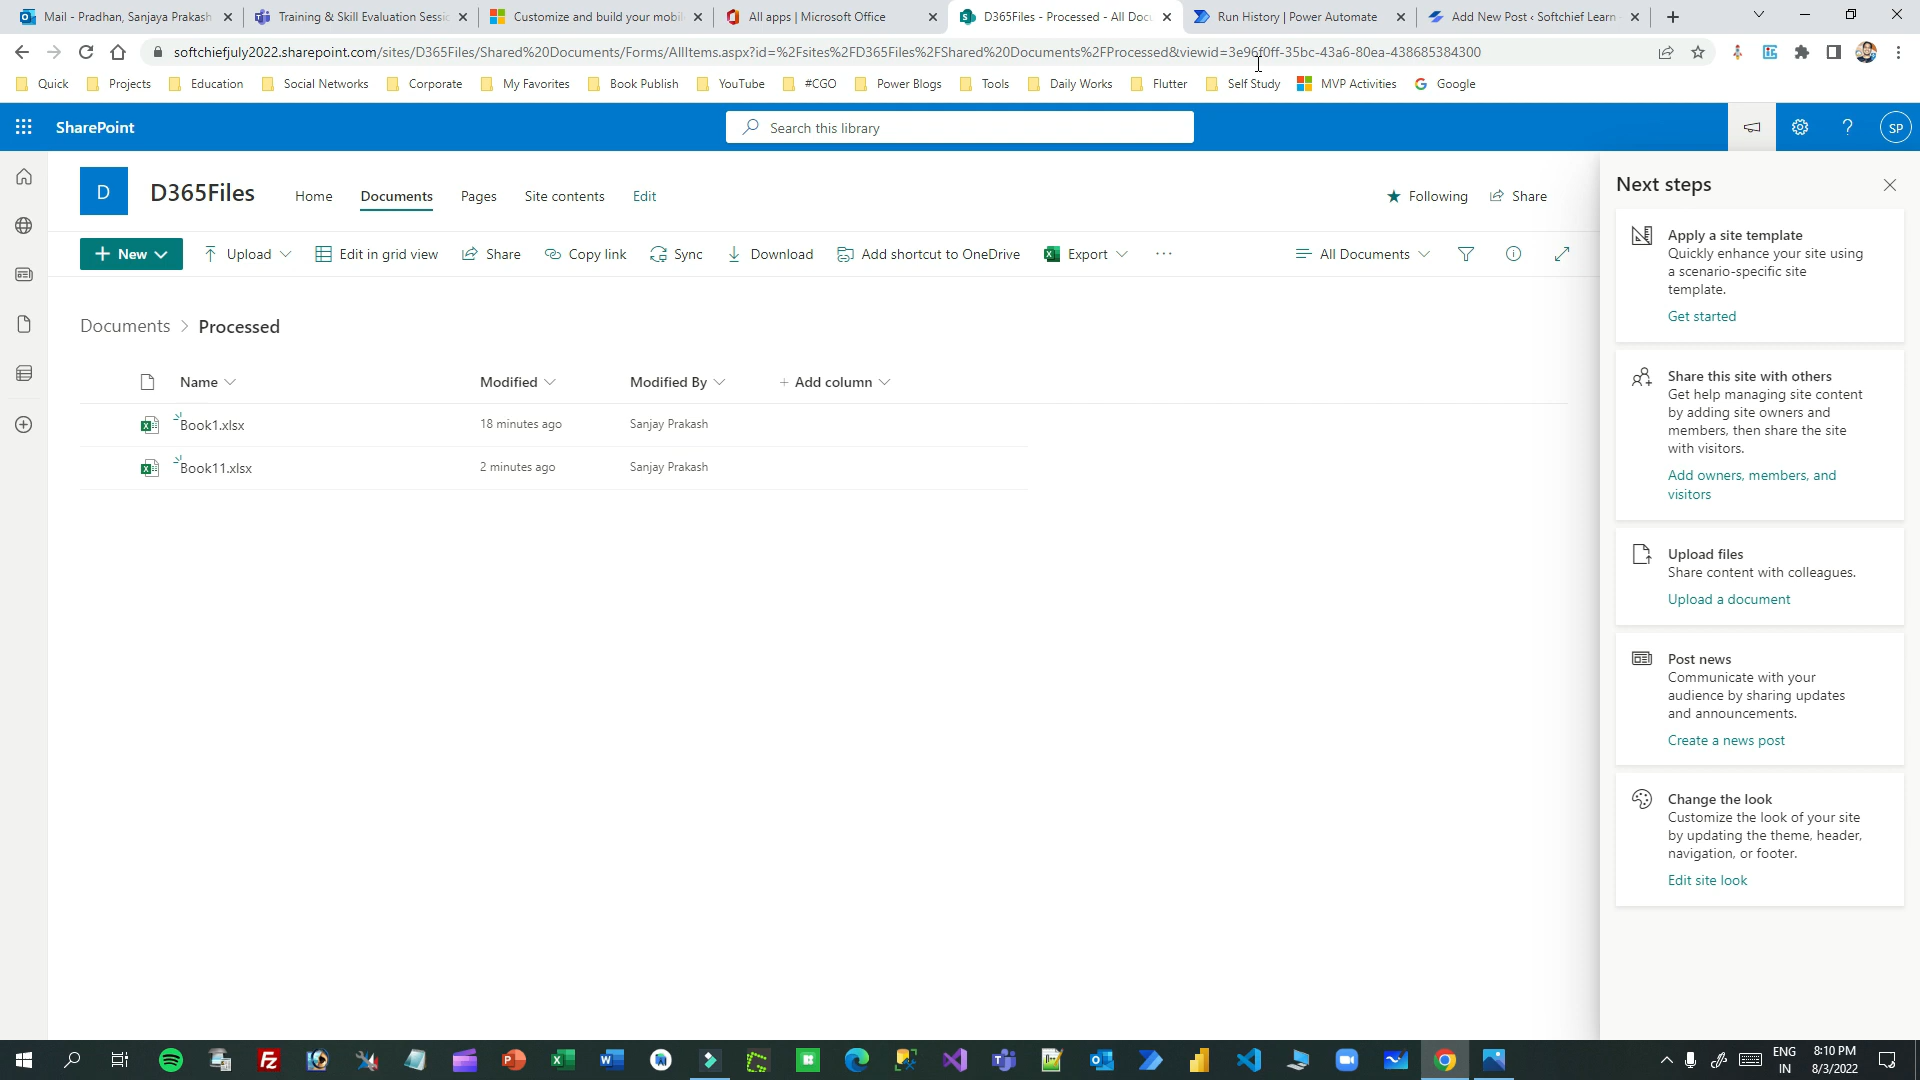 Mail - Pradhan, Sanjaya Prakash
Training & Skill Evaluation Sessio
Customize and build your mobil
All apps | Microsoft Office
D365Files - Processed - All Docu
Run History | Power Automate
Add New Post ‹ Softchief Learn -
softchiefjuly2022.sharepoint.com/sites/D365Files/Shared%20Documents/Forms/AllItems.aspx?id=%2Fsites%2FD365Files%2FShared%20Documents%2FProcessed&viewid=3e96f0ff-35bc-43a6-80ea-438685384300
Quick
Projects
Education
Social Networks
Corporate
My Favorites
Book Publish
YouTube
#CGO
Power Blogs
Tools
Daily Works
Flutter
Self Study
MVP Activities
Google
SharePoint
Search this library
SP
D
D365Files
Home
Documents
Pages
Site contents
Edit
Following
Share
New
Upload
Edit in grid view
Share
Copy link
Sync
Download
Add shortcut to OneDrive
Export
All Documents
Documents
Processed
Name
Modified
Modified By
Add column
Book1.xlsx
18 minutes ago
Sanjay Prakash
Book11.xlsx
2 minutes ago
Sanjay Prakash
Next steps
Apply a site template
Quickly enhance your site using
a scenario-specific site
template.
Get started
Share this site with others
Get help managing site content
by adding site owners and
members, then share the site
with visitors.
Add owners, members, and
visitors
Upload files
Share content with colleagues.
Upload a document
Post news
Communicate with your
audience by sharing updates
and announcements.
Create a news post
Change the look
Customize the look of your site
by updating the theme, header,
navigation, or footer.
Edit site look
ENG
IN
8:10 PM
8/3/2022